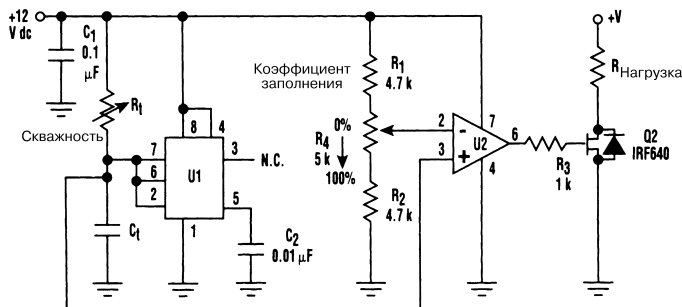 +12
V dc
C1
0.1
μF
Rt
Скважность
Ct
7
6
2
8
4
3
5
1
U1
N.C.
C2
0.01 μF
Коэффициент
заполнения
R1
4.7 k
0%
R4
5 k
100%
R2
4.7 k
2
3
-
+
U2
7
6
4
R3
1 k
+V
R Нагрузка
Q2
IRF640